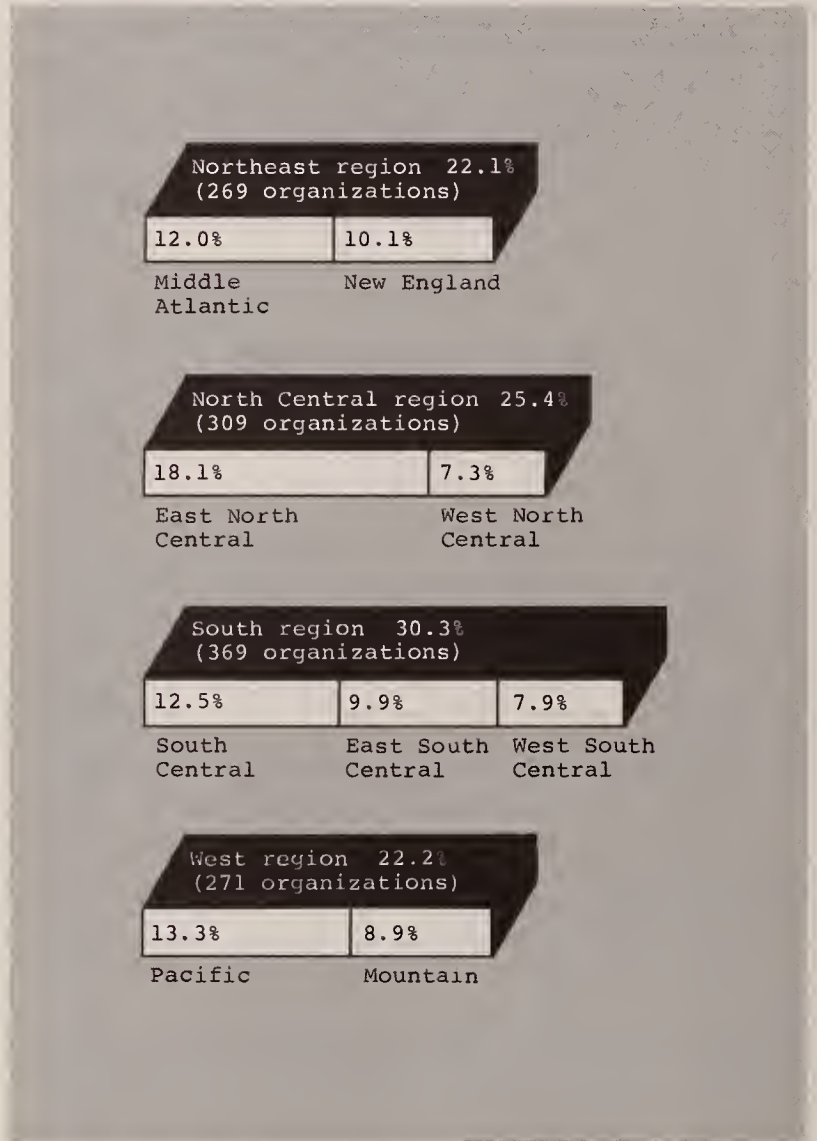 Northeast region 22.1%
(269 organizations)
12.0% 10.1%
Middle Atlantic
New England
North Central region 25.4%
(309 organizations)
18.1% 7.3%
East North Central
West North Central
South region 30.3%
(369 organizations)
12.5% 9.9% 7.9%
South Central
East South Central
West South Central
West region 22.2%
(271 organizations)
13.3% 8.9%
Pacific Mountain